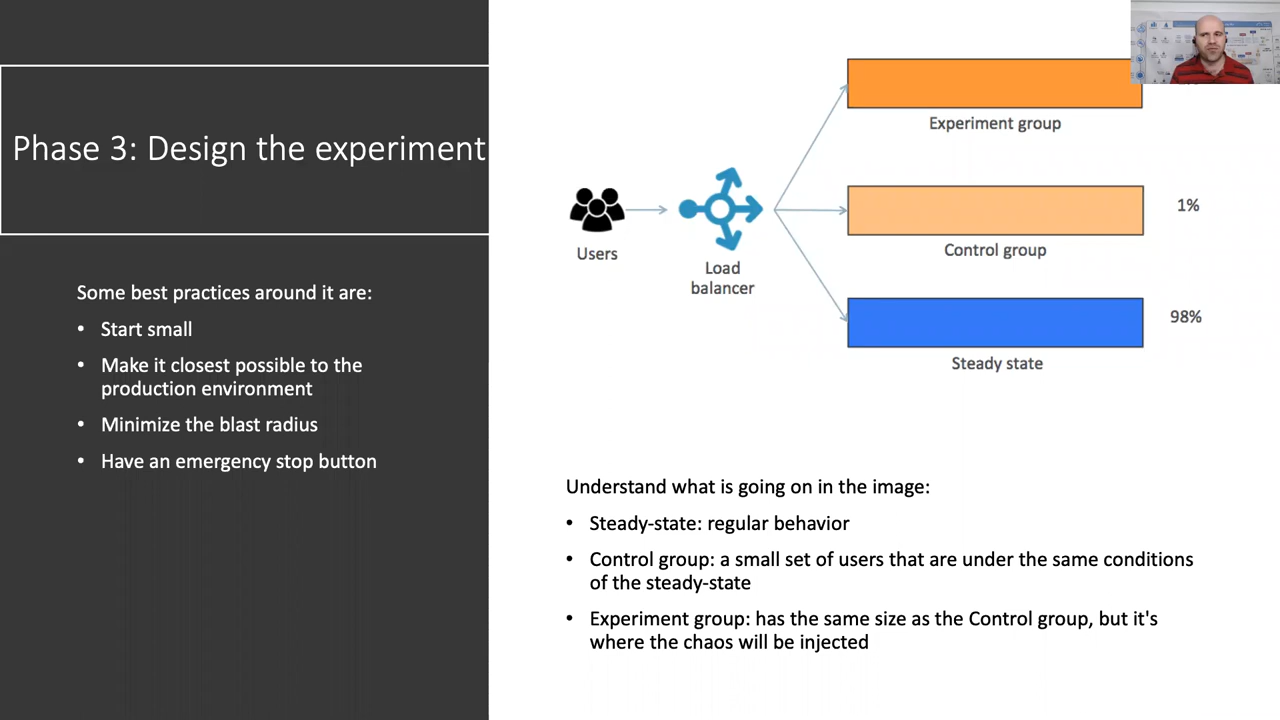 Phase 3: Design the experiment
Some best practices around it are:
• Start small
• Make it closest possible to the
production environment
• Minimize the blast radius
• Have an emergency stop button
Users
Load
balancer
Experiment group
Control group
1%
Steady state
98%
Understand what is going on in the image:
• Steady-state: regular behavior
• Control group: a small set of users that are under the same conditions
of the steady-state
• Experiment group: has the same size as the Control group, but it's
where the chaos will be injected